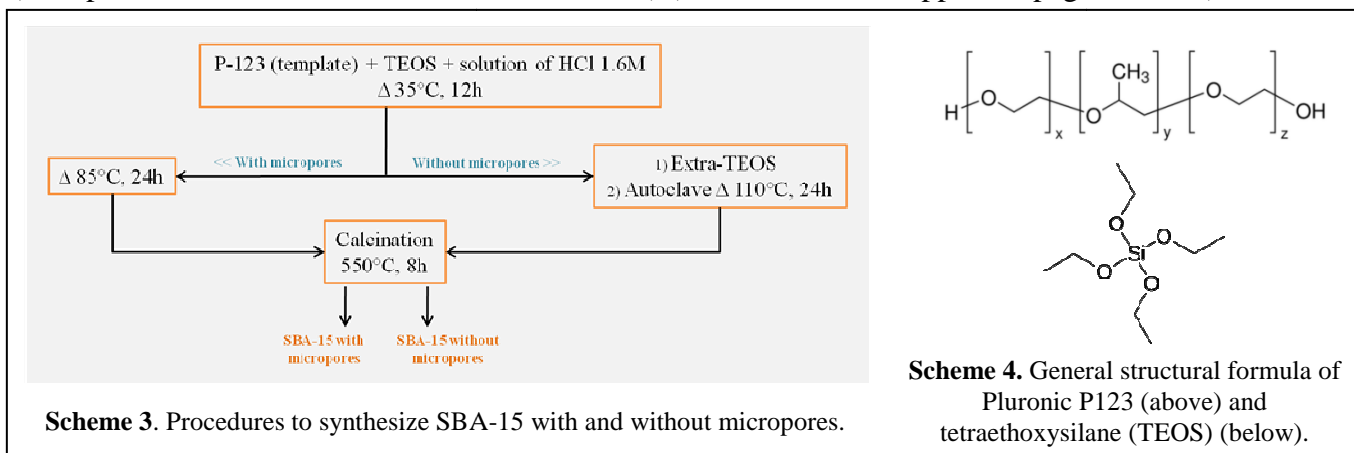 P-123 (template) + TEOS + solution of HCl 1.6M
Δ 35°C, 12h
<< With micropores
Without micropores >>
Δ 85°C, 24h
1) Extra-TEOS
2) Autoclave Δ 110°C, 24h
Calcination
550°C, 8h
SBA-15 with
micropores
SBA-15 without
micropores
Scheme 3. Procedures to synthesize SBA-15 with and without micropores.
H
O
x
CH3
O
y
O
z
OH
O
O
Si
O
O
Scheme 4. General structural formula of
Pluronic P123 (above) and
tetraethoxysilane (TEOS) (below).